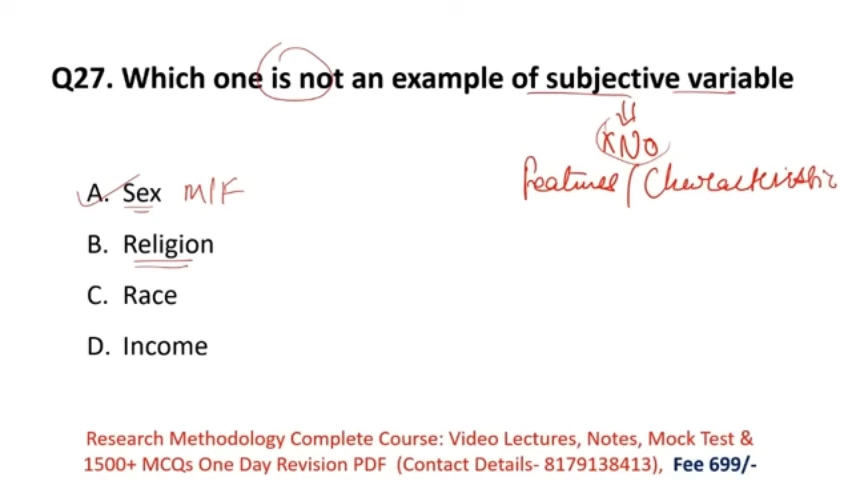 Q27. Which one is not an example of subjective variable
x No
Features / Characteristic
A. Sex M/F
B. Religion
C. Race
D. Income
Research Methodology Complete Course: Video Lectures, Notes, Mock Test &
1500+ MCQs One Day Revision PDF (Contact Details- 8179138413), Fee 699/-